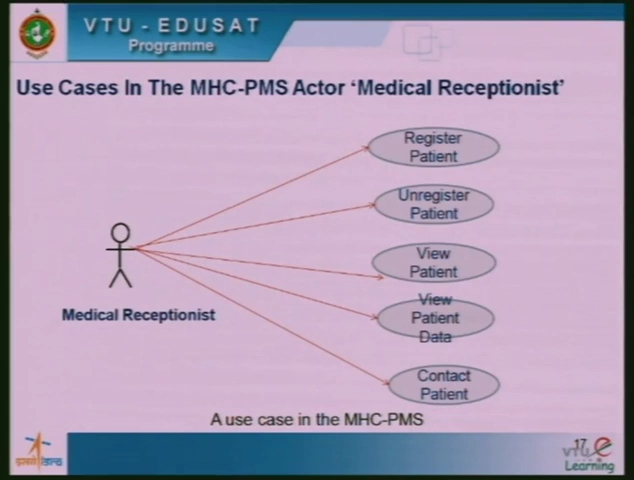 VTU - EDUSAT
Programme
Use Cases In The MHC-PMS Actor ‘Medical Receptionist’
Register
Patient
Unregister
Patient
View
Patient
View
Patient
Data
Contact
Patient
Medical Receptionist
A use case in the MHC-PMS
17
vtu e
Learning